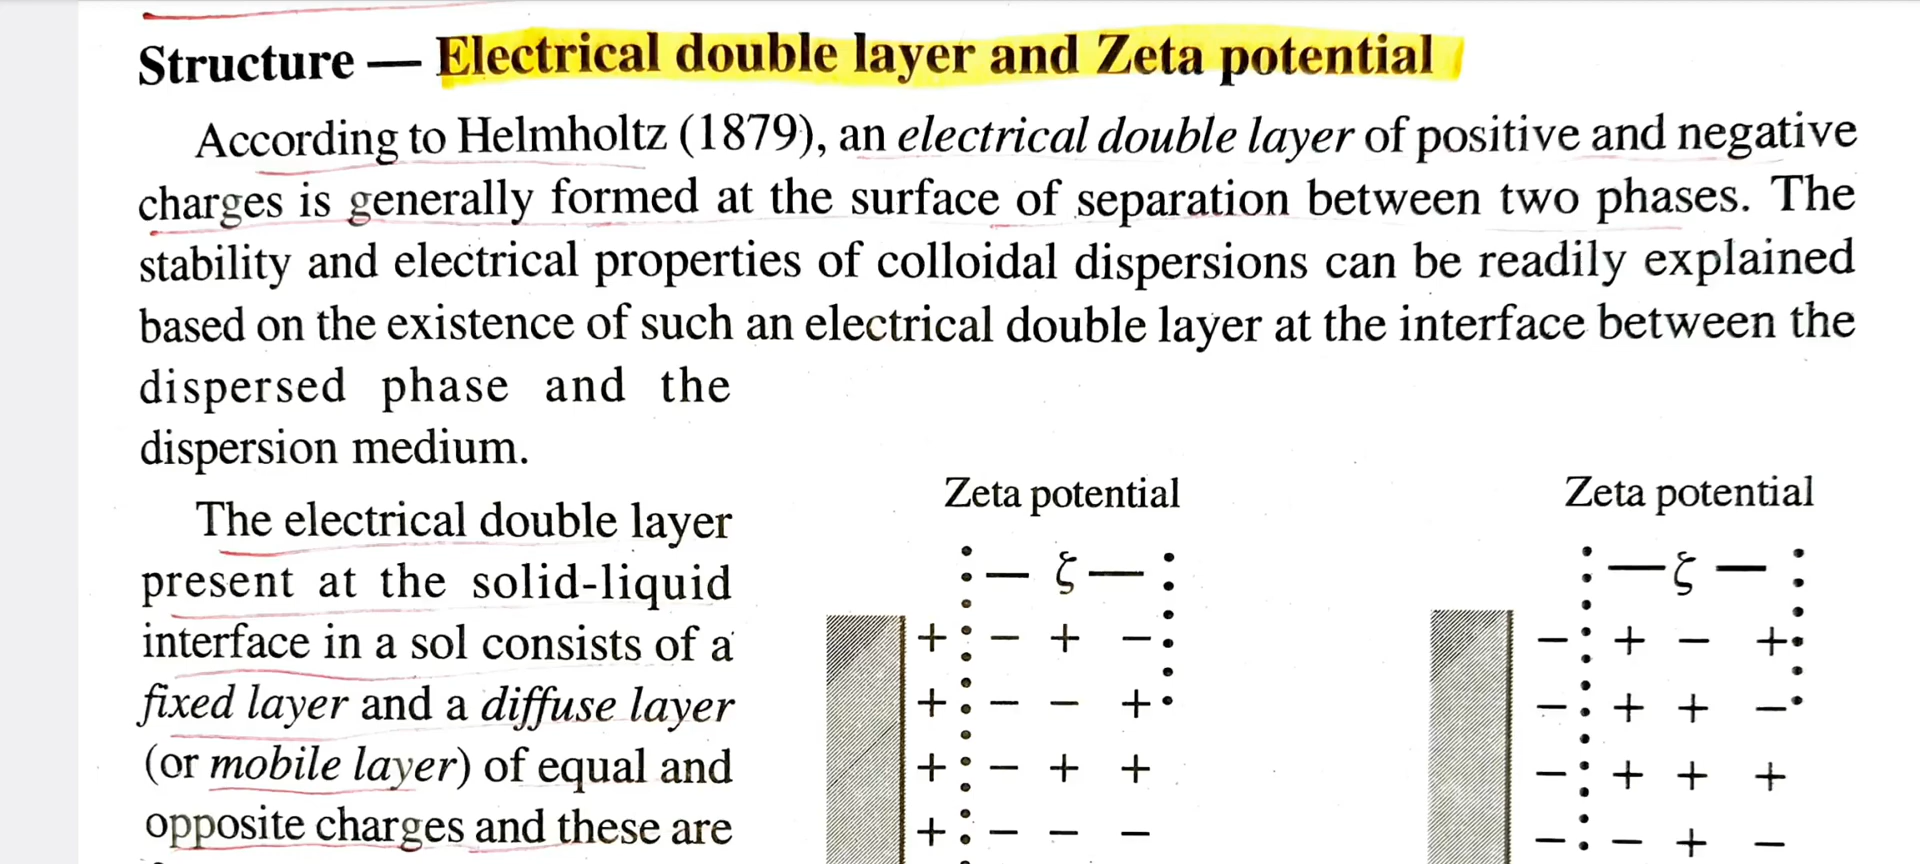 Structure — Electrical double layer and Zeta potential
According to Helmholtz (1879), an electrical double layer of positive and negative
charges is generally formed at the surface of separation between two phases. The
stability and electrical properties of colloidal dispersions can be readily explained
based on the existence of such an electrical double layer at the interface between the
dispersed phase and the
dispersion medium.
The electrical double layer
present at the solid-liquid
interface in a sol consists of a
fixed layer and a diffuse layer
(or mobile layer) of equal and
opposite charges and these are
Zeta potential
— ζ —
+ − + −
+ − − +
+ − + +
+ − − −
Zeta potential
— ζ —
− + − +
− + + −
− + + +
− − + −